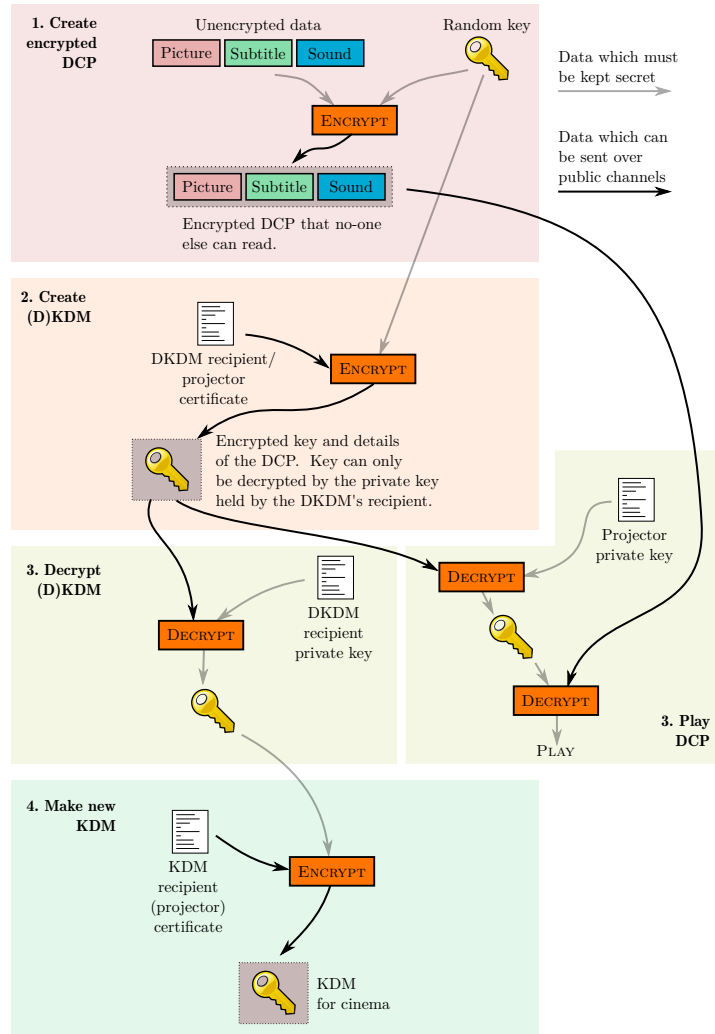 1. Create
encrypted
DCP
Unencrypted data
Picture
Subtitle
Sound
Random key
Data which must
be kept secret
Encrypt
Data which can
be sent over
public channels
Picture
Subtitle
Sound
Encrypted DCP that no-one
else can read.
2. Create
(D)KDM
DKDM recipient/
projector
certificate
Encrypt
Encrypted key and details
of the DCP. Key can only
be decrypted by the private key
held by the DKDM's recipient.
Projector
private key
3. Decrypt
(D)KDM
DKDM
recipient
private key
Decrypt
Decrypt
Decrypt
3. Play
DCP
Play
4. Make new
KDM
KDM
recipient
(projector)
certificate
Encrypt
KDM
for cinema